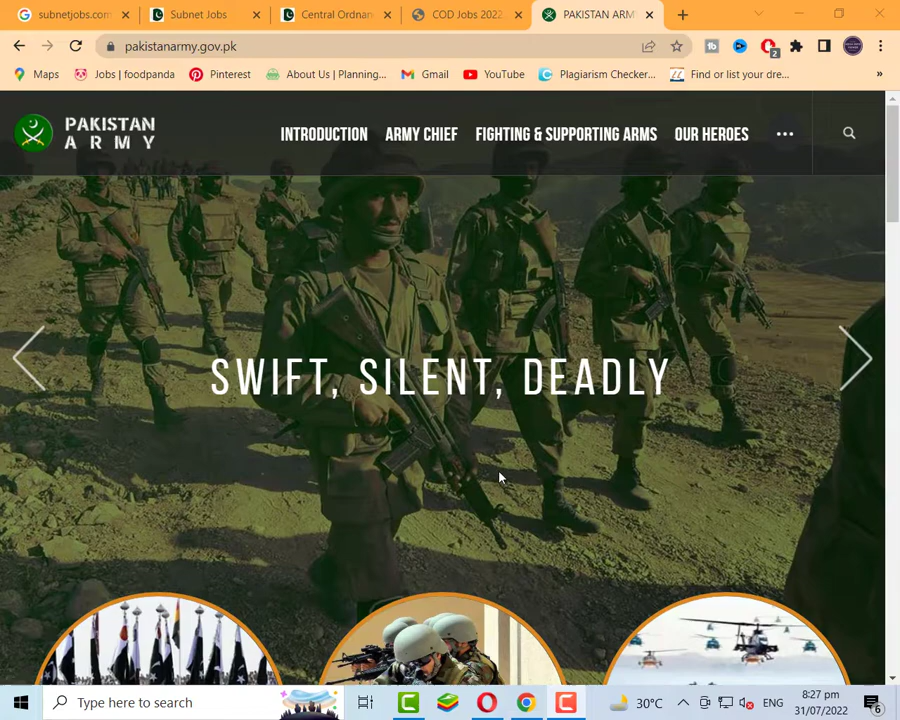 subnetjobs.com
Subnet Jobs
Central Ordnan
COD Jobs 2022
PAKISTAN ARM
pakistanarmy.gov.pk
2
Maps
Jobs | foodpanda
Pinterest
About Us | Planning...
Gmail
YouTube
Plagiarism Checker...
Find or list your dre...
»
PAKISTAN
ARMY
INTRODUCTION
ARMY CHIEF
FIGHTING & SUPPORTING ARMS
OUR HEROES
SWIFT, SILENT, DEADLY
Type here to search
30°C
ENG
8:27 pm
31/07/2022
6